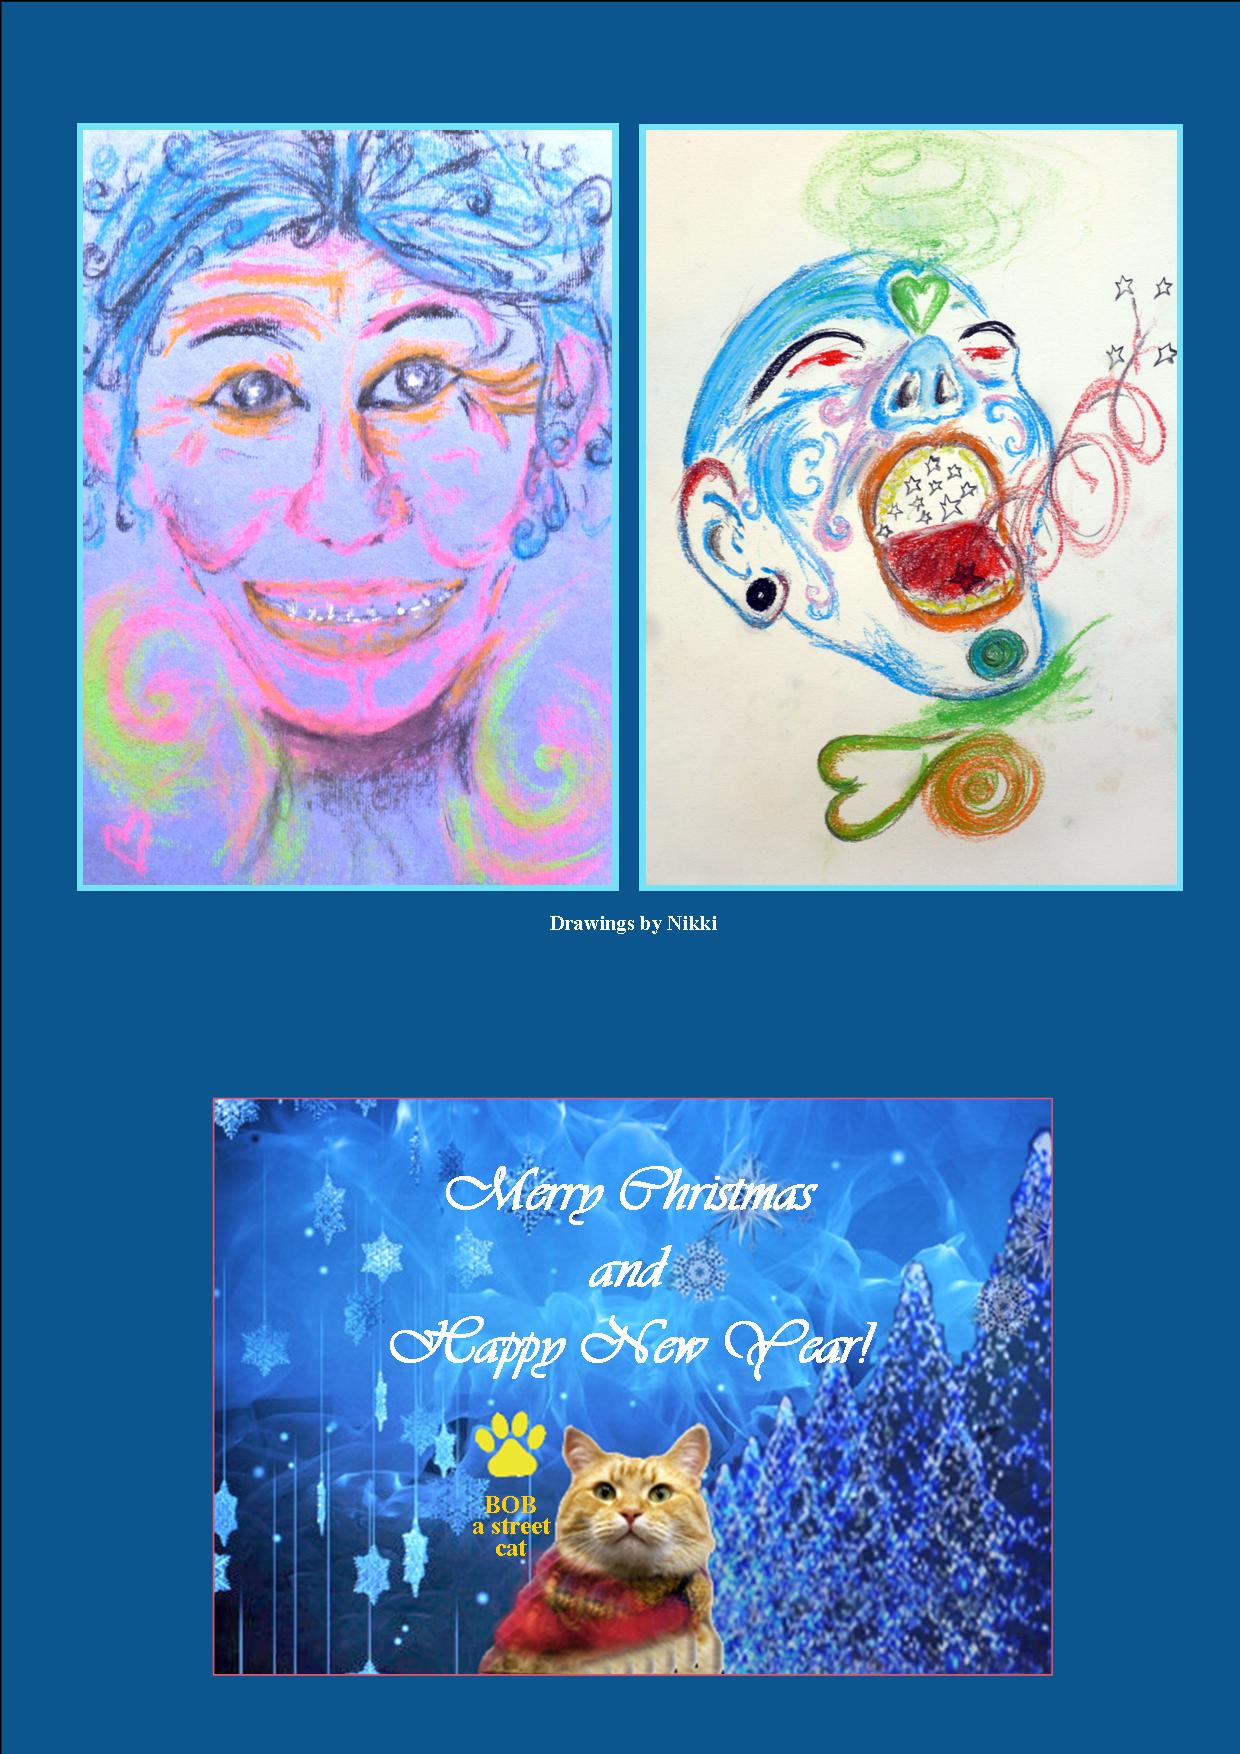 Drawings by Nikki
Merry Christmas
and
Happy New Year!
BOB
a street
cat